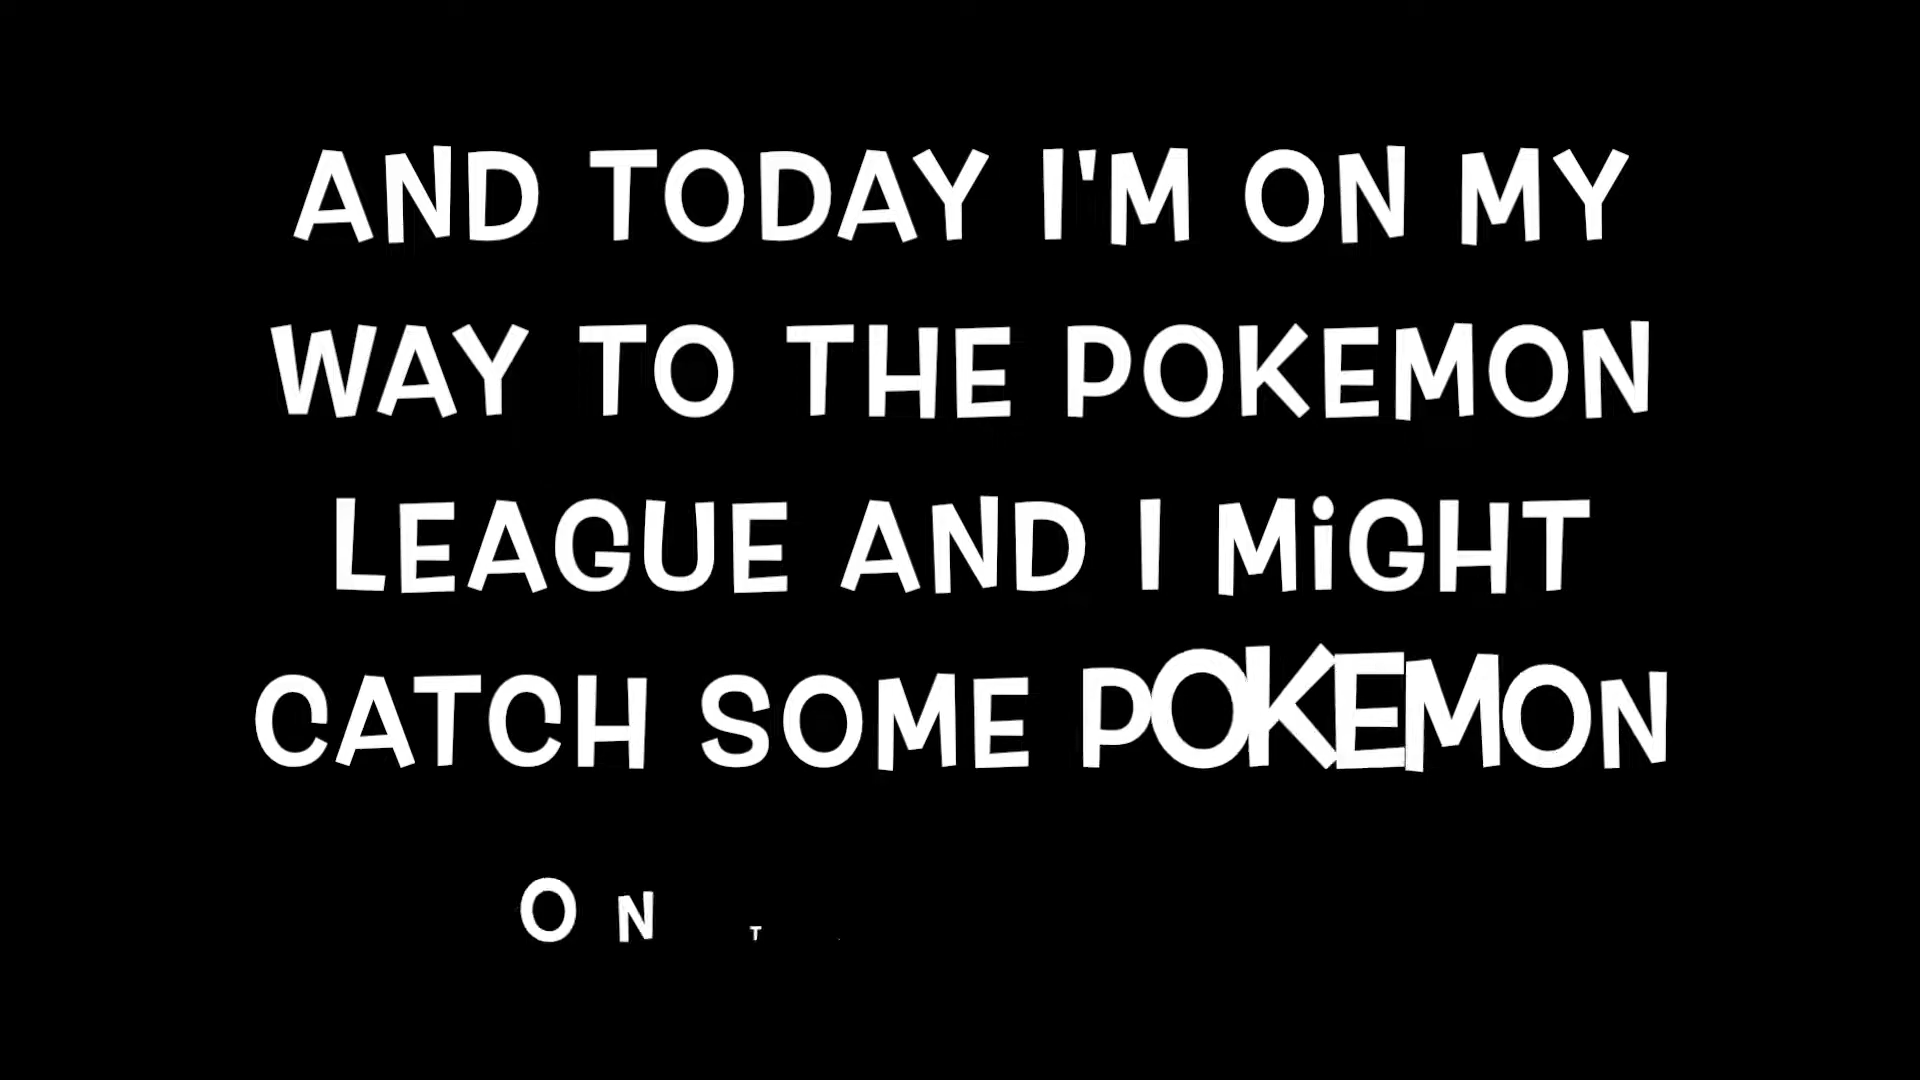 AND TODAY I'M ON MY
WAY TO THE POKEMON
LEAGUE AND I MiGHT
CATCH SOME POKEMON
ON T